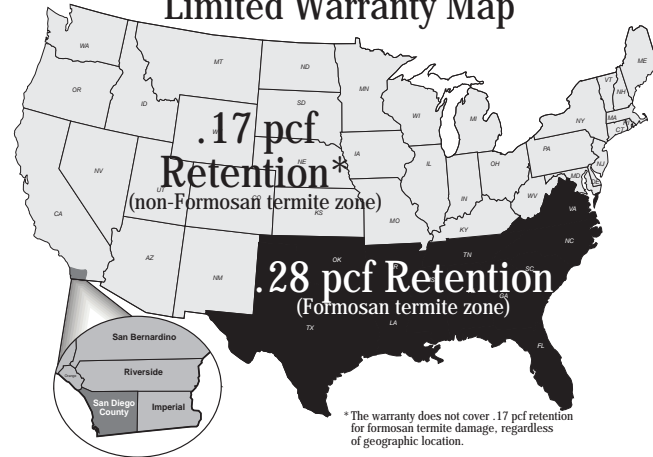 Limited Warranty Map
WA
MT
ND
MN
ME
VT
NH
OR
ID
SD
WI
MI
NY
MA
CT
.17 pcf
Retention*
(non-Formosan termite zone)
NE
IA
PA
NJ
NV
UT
CO
IL
IN
OH
MD
WV
CA
KS
MO
KY
VA
AZ
NM
OK
TN
NC
SC
.28 pcf Retention
(Formosan termite zone)
GA
TX
LA
FL
San Bernardino
Orange
Riverside
San Diego
County
Imperial
* The warranty does not cover .17 pcf retention
for formosan termite damage, regardless
of geographic location.